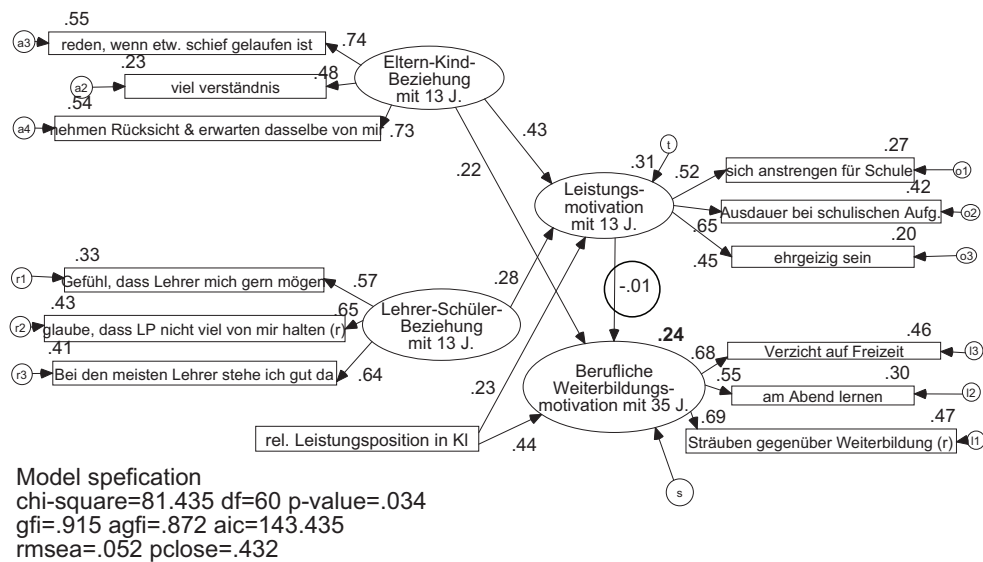 .55
a3
reden, wenn etw. schief gelaufen ist
.74
.23
a2
viel verständnis
.48
.54
a4
nehmen Rücksicht & erwarten dasselbe von mir
.73
Eltern-Kind-
Beziehung
mit 13 J.
.43
.22
t
.31
Leistungs-
motivation
mit 13 J.
.52
.27
sich anstrengen für Schule
o1
.42
Ausdauer bei schulischen Aufg.
o2
.65
.20
.45
ehrgeizig sein
o3
.33
r1
Gefühl, dass Lehrer mich gern mögen
.57
.43
r2
glaube, dass LP nicht viel von mir halten (r)
.65
.41
r3
Bei den meisten Lehrer stehe ich gut da
.64
Lehrer-Schüler-
Beziehung
mit 13 J.
.28
-.01
.23
rel. Leistungsposition in Kl
.44
.24
Berufliche
Weiterbildungs-
motivation mit 35 J.
.68
.46
Verzicht auf Freizeit
l3
.55
.30
am Abend lernen
l2
.69
.47
Sträuben gegenüber Weiterbildung (r)
l1
s
Model spefication
chi-square=81.435 df=60 p-value=.034
gfi=.915 agfi=.872 aic=143.435
rmsea=.052 pclose=.432